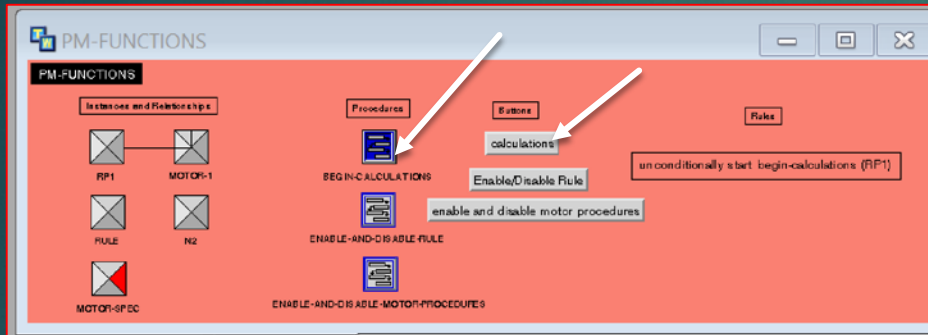 PM-FUNCTIONS
PM-FUNCTIONS
Instances and Relationships
Procedures
Buttons
Rules
RP1
MOTOR-1
BEGIN-CALCULATIONS
calculations
unconditionally start begin-calculations (RP1)
Enable/Disable Rule
enable and disable motor procedures
RULE
N2
ENABLE-AND-DISABLE-RULE
MOTOR-SPEC
ENABLE-AND-DISABLE-MOTOR-PROCEDURES